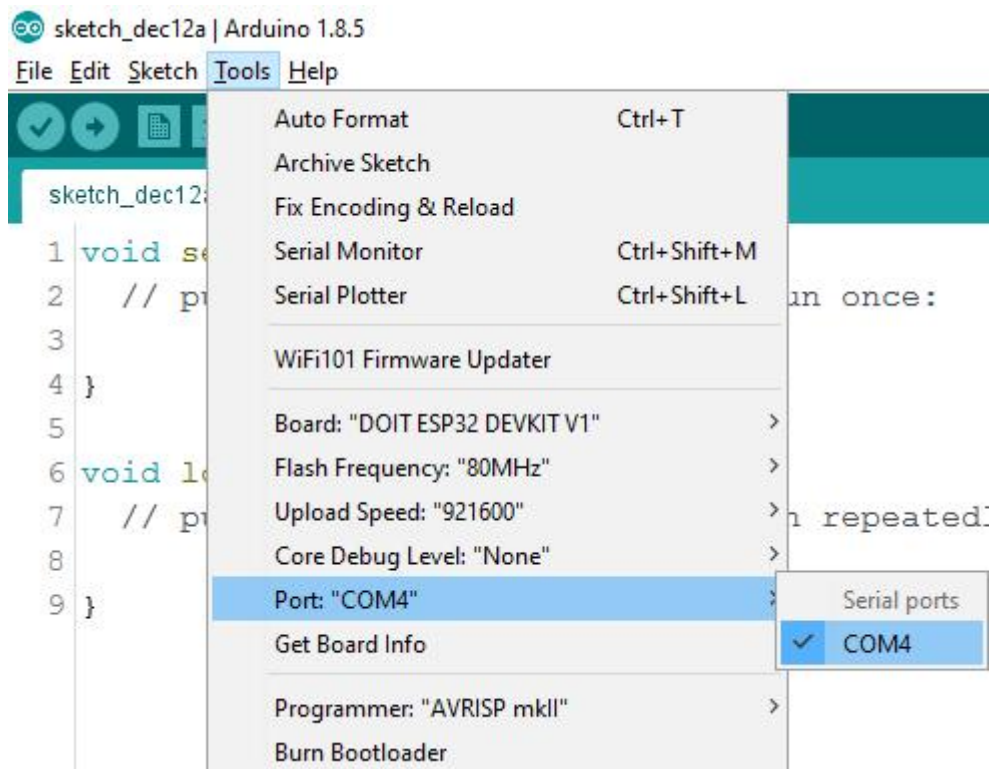 sketch_dec12a | Arduino 1.8.5
File Edit Sketch Tools Help
Auto Format Ctrl+T
Archive Sketch
sketch_dec12
Fix Encoding & Reload
1 void se Serial Monitor Ctrl+Shift+M
2 // pu Serial Plotter Ctrl+Shift+L un once:
3
WiFi101 Firmware Updater
4 }
5 Board: "DOIT ESP32 DEVKIT V1"
6 void lo Flash Frequency: "80MHz"
7 // pu Upload Speed: "921600" n repeatedl
8 Core Debug Level: "None"
9 } Port: "COM4" Serial ports
Get Board Info COM4
Programmer: "AVRISP mkII"
Burn Bootloader